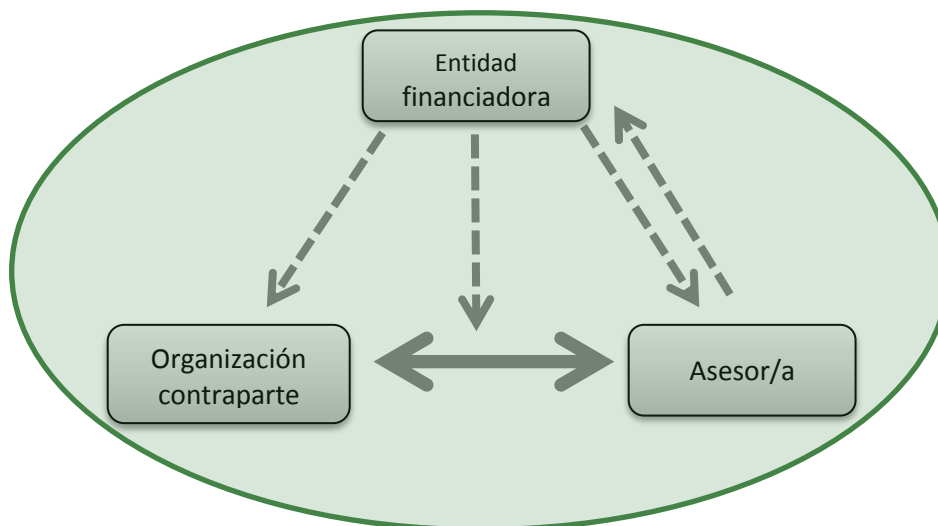 Entidad
financiadora
Organización
contraparte
Asesor/a